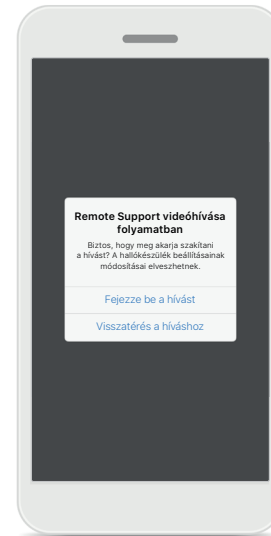 Remote Support videóhívása
folyamatban
Biztos, hogy meg akarja szakítani
a hívást? A hallókészülék beállításainak
módosításai elveszhetnek.
Fejezze be a hívást
Visszatérés a híváshoz